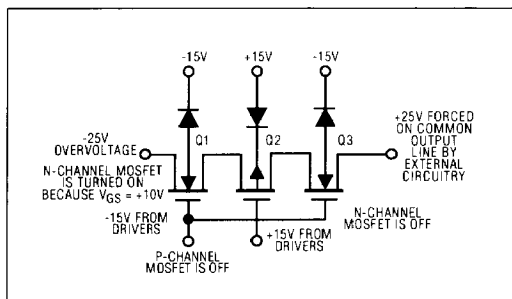 -15V
+15V
-15V
-25V
OVERVOLTAGE
Q1
Q2
Q3
+25V FORCED
ON COMMON
OUTPUT
LINE BY
EXTERNAL
CIRCUITRY
N-CHANNEL MOSFET
IS TURNED ON
BECAUSE VGS = +10V
-15V FROM
DRIVERS
+15V FROM
DRIVERS
N-CHANNEL
MOSFET IS OFF
P-CHANNEL
MOSFET IS OFF